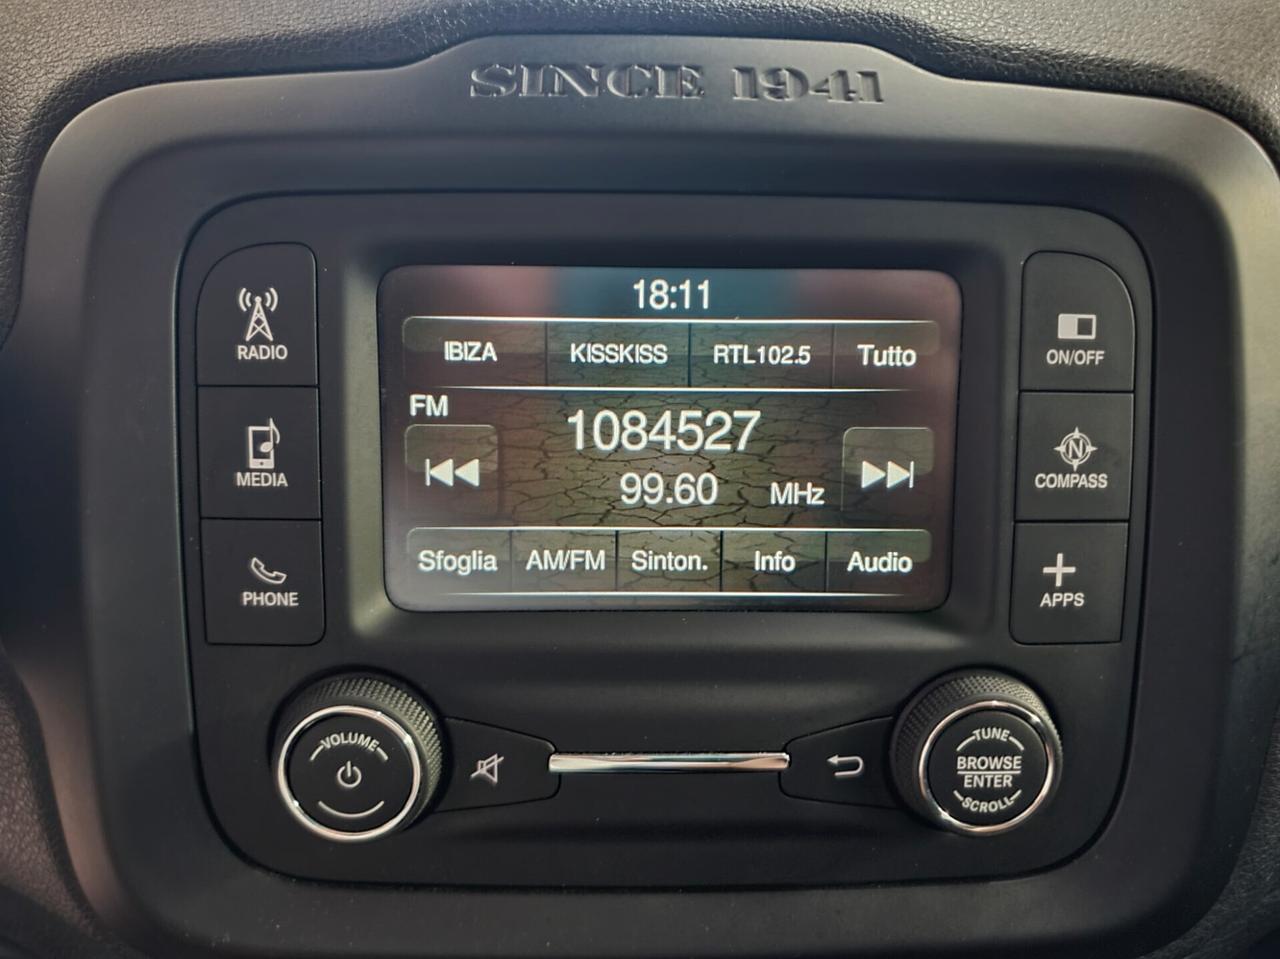 SINCE 1941
18:11
IBIZA KISSKISS RTL102.5 Tutto
FM
1084527
99.60 MHz
Sfoglia AM/FM Sinton. Info Audio
RADIO
MEDIA
PHONE
ON/OFF
N
COMPASS
APPS
VOLUME
TUNE
BROWSE
ENTER
SCROLL